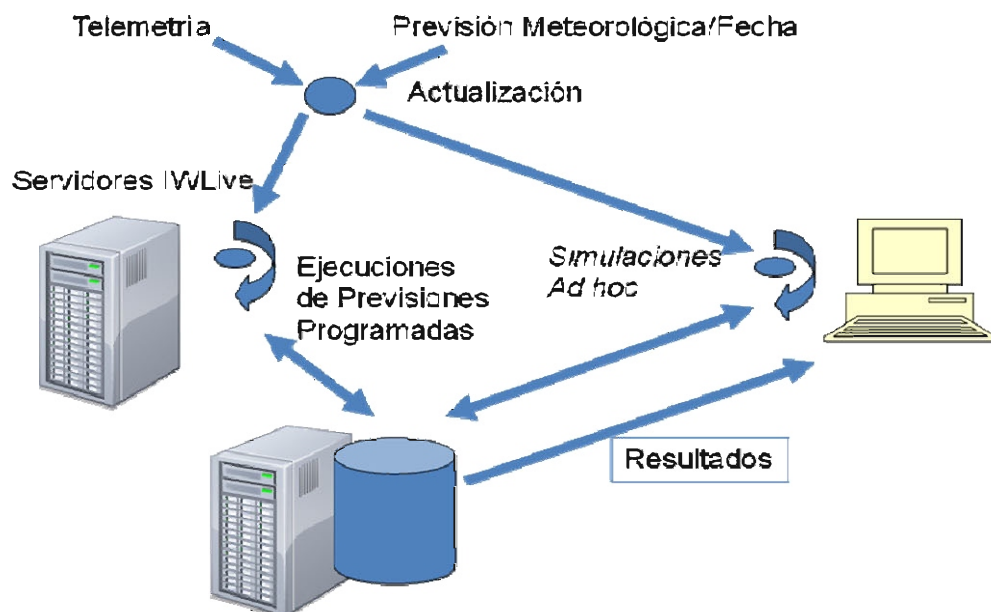 Telemetria
Previsión Meteorológica/Fecha
Actualización
Servidores IWLive
Ejecuciones
de Previsiones
Programadas
Simulaciones
Ad hoc
Resultados